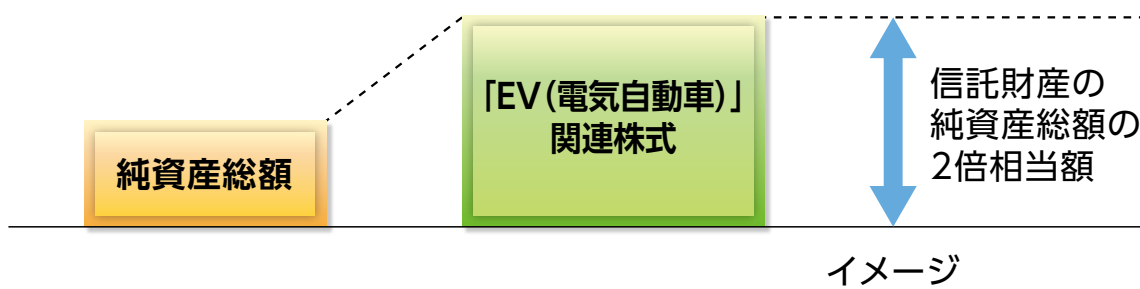 純資産総額
「EV(電気自動車)」
関連株式
信託財産の
純資産総額の
2倍相当額
イメージ